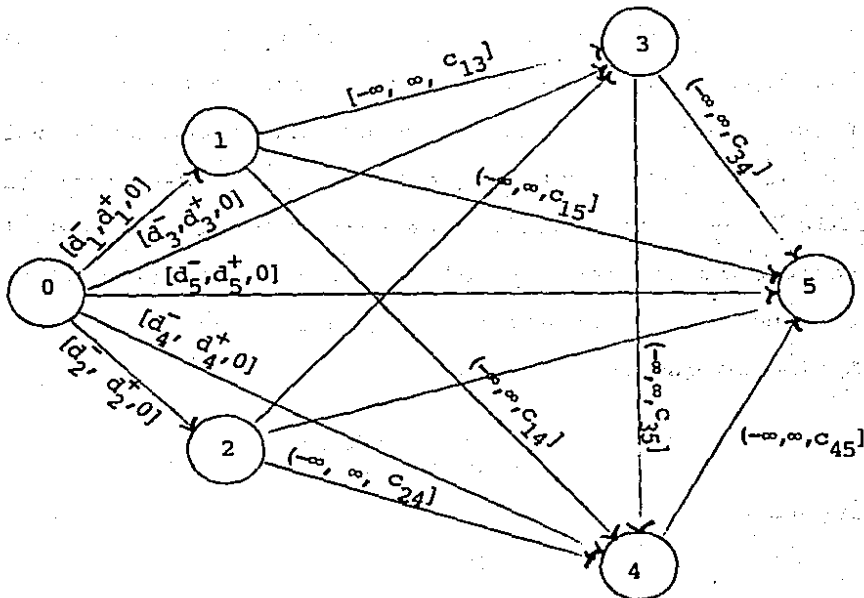 3
[-∞, ∞, c13]
1
(-∞,∞,c34]
[d1-,d1+,0]
[d3-,d3+,0]
(-∞,∞,c15]
0
[d5-,d5+,0]
5
[d4-, d4+,0]
[d2-, d2+,0]
(-∞,∞,c14]
(-∞,∞,c35]
2
(-∞, ∞, c24]
(-∞,∞,c45]
4